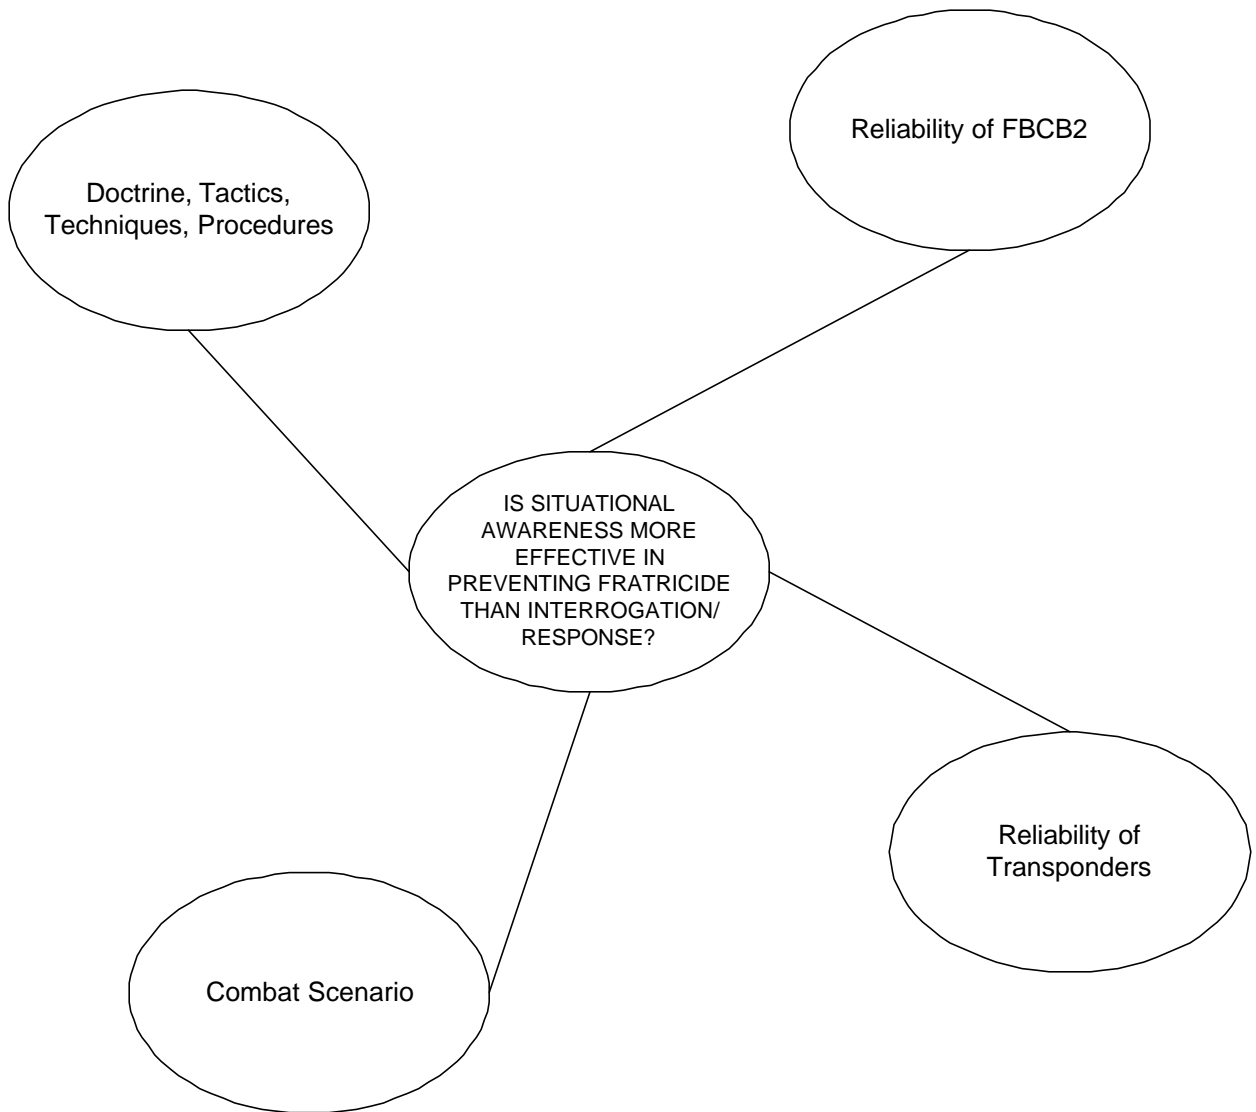 Reliability of FBCB2
Doctrine, Tactics,
Techniques, Procedures
IS SITUATIONAL
AWARENESS MORE
EFFECTIVE IN
PREVENTING FRATRICIDE
THAN INTERROGATION/
RESPONSE?
Reliability of
Transponders
Combat Scenario